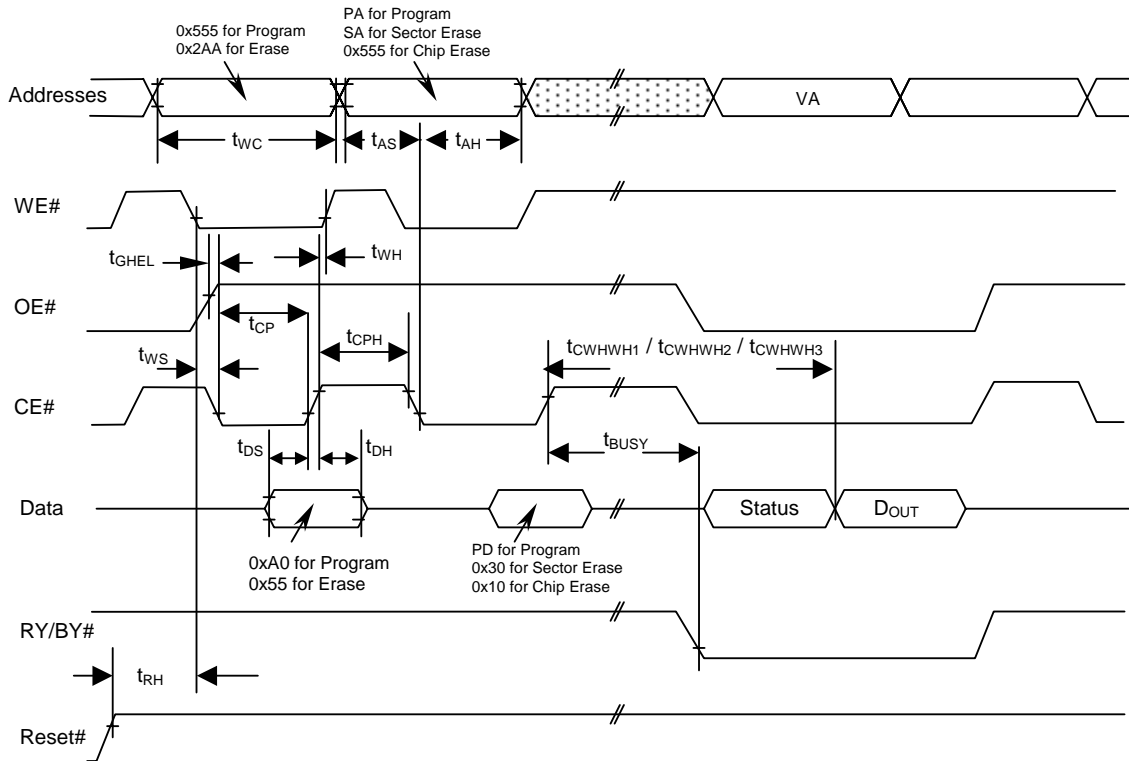 0x555 for Program
0x2AA for Erase
PA for Program
SA for Sector Erase
0x555 for Chip Erase
Addresses
VA
tWC
tAS
tAH
WE#
tGHEL
tWH
OE#
tCP
tCPH
tWS
tCWHWH1 / tCWHWH2 / tCWHWH3
CE#
tDS
tDH
tBUSY
Data
Status
DOUT
0xA0 for Program
0x55 for Erase
PD for Program
0x30 for Sector Erase
0x10 for Chip Erase
RY/BY#
tRH
Reset#